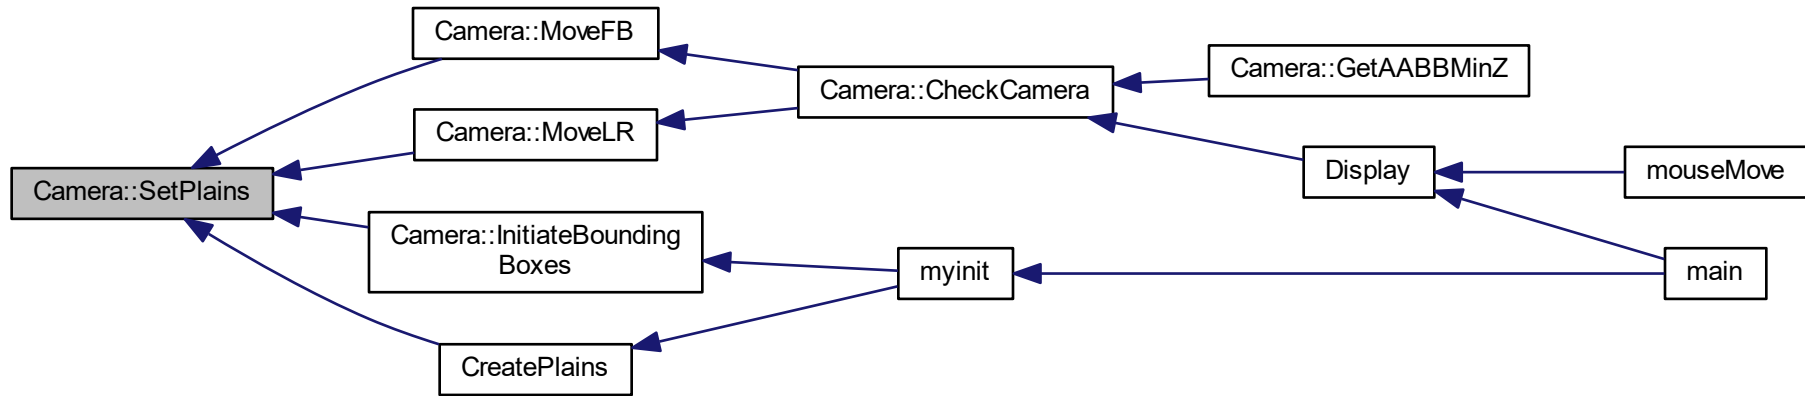 Camera::MoveFB
Camera::GetAABBMinZ
Camera::CheckCamera
Camera::MoveLR
Display
mouseMove
Camera::SetPlains
Camera::InitiateBounding
Boxes
myinit
main
CreatePlains